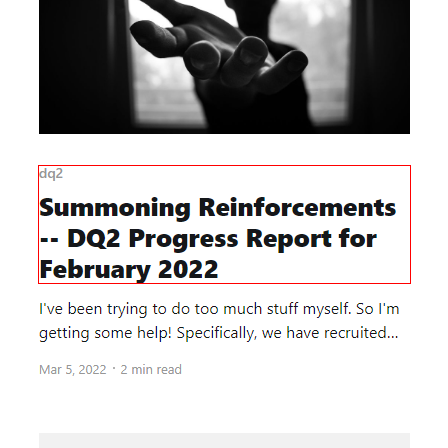 dq2
Summoning Reinforcements
-- DQ2 Progress Report for
February 2022
I've been trying to do too much stuff myself. So I'm
getting some help! Specifically, we have recruited...
Mar 5, 2022 · 2 min read